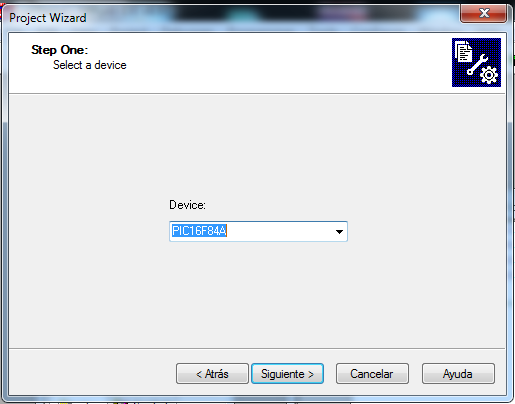 Project Wizard
Step One:
Select a device
Device:
PIC16F84A
< Atrás
Siguiente >
Cancelar
Ayuda